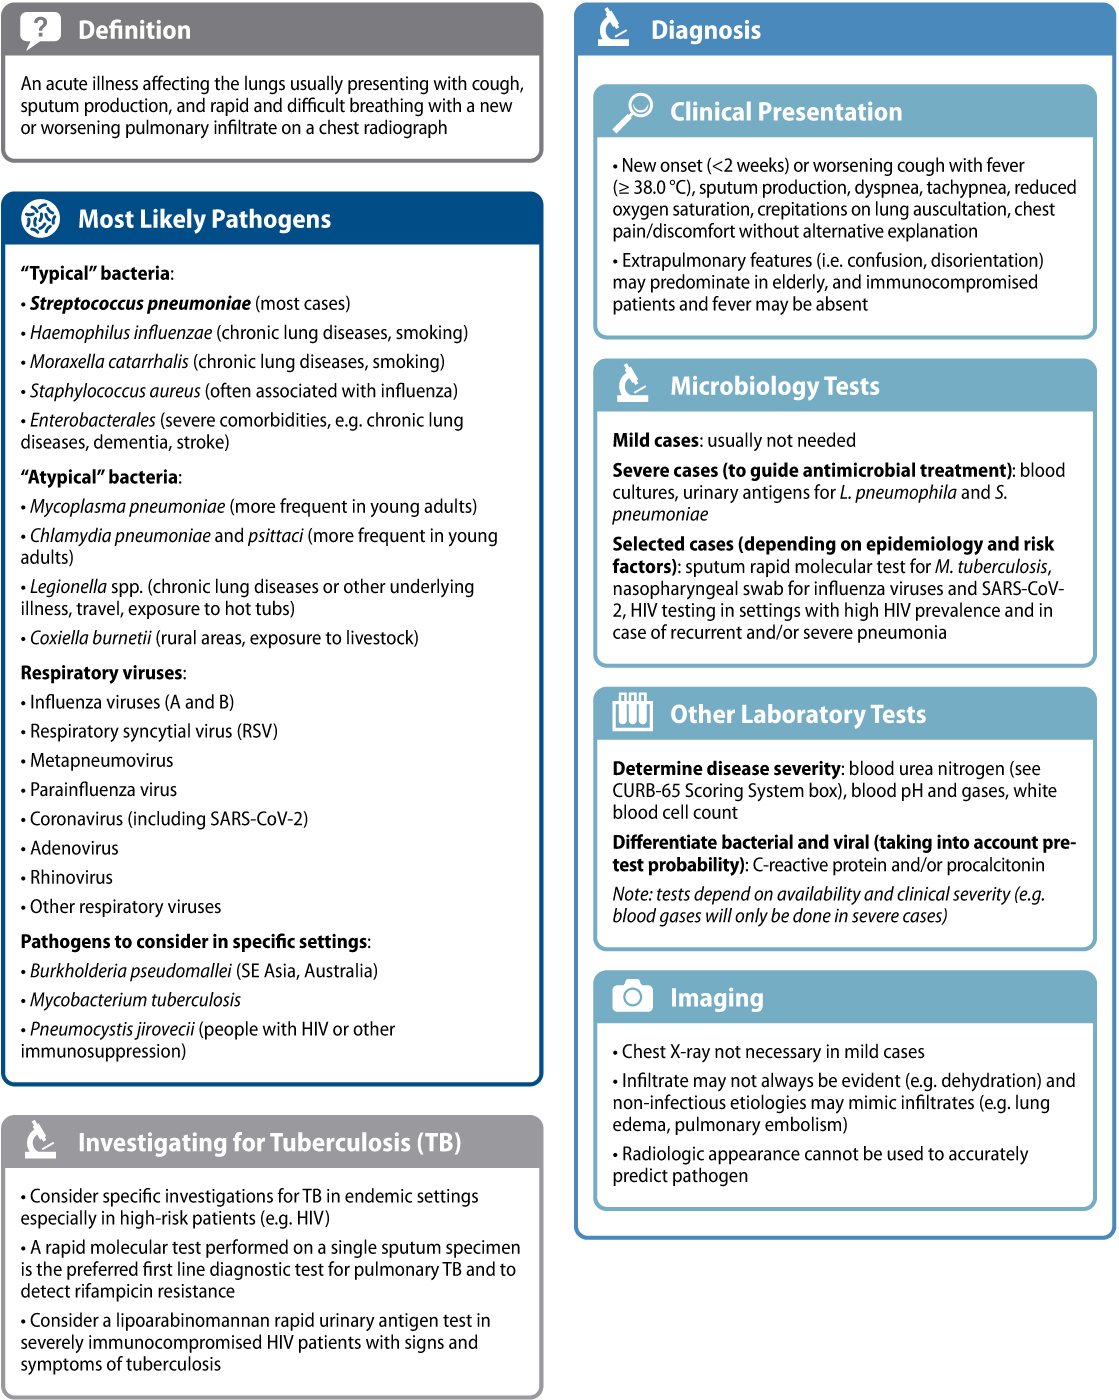 ?
Definition
An acute illness affecting the lungs usually presenting with cough,
sputum production, and rapid and difficult breathing with a new
or worsening pulmonary infiltrate on a chest radiograph
Most Likely Pathogens
“Typical” bacteria:
• Streptococcus pneumoniae (most cases)
• Haemophilus influenzae (chronic lung diseases, smoking)
• Moraxella catarrhalis (chronic lung diseases, smoking)
• Staphylococcus aureus (often associated with influenza)
• Enterobacterales (severe comorbidities, e.g. chronic lung
diseases, dementia, stroke)
“Atypical” bacteria:
• Mycoplasma pneumoniae (more frequent in young adults)
• Chlamydia pneumoniae and psittaci (more frequent in young
adults)
• Legionella spp. (chronic lung diseases or other underlying
illness, travel, exposure to hot tubs)
• Coxiella burnetii (rural areas, exposure to livestock)
Respiratory viruses:
• Influenza viruses (A and B)
• Respiratory syncytial virus (RSV)
• Metapneumovirus
• Parainfluenza virus
• Coronavirus (including SARS-CoV-2)
• Adenovirus
• Rhinovirus
• Other respiratory viruses
Pathogens to consider in specific settings:
• Burkholderia pseudomallei (SE Asia, Australia)
• Mycobacterium tuberculosis
• Pneumocystis jirovecii (people with HIV or other
immunosuppression)
Investigating for Tuberculosis (TB)
• Consider specific investigations for TB in endemic settings
especially in high-risk patients (e.g. HIV)
• A rapid molecular test performed on a single sputum specimen
is the preferred first line diagnostic test for pulmonary TB and to
detect rifampicin resistance
• Consider a lipoarabinomannan rapid urinary antigen test in
severely immunocompromised HIV patients with signs and
symptoms of tuberculosis
Diagnosis
Clinical Presentation
• New onset (<2 weeks) or worsening cough with fever
(≥ 38.0 °C), sputum production, dyspnea, tachypnea, reduced
oxygen saturation, crepitations on lung auscultation, chest
pain/discomfort without alternative explanation
• Extrapulmonary features (i.e. confusion, disorientation)
may predominate in elderly, and immunocompromised
patients and fever may be absent
Microbiology Tests
Mild cases: usually not needed
Severe cases (to guide antimicrobial treatment): blood
cultures, urinary antigens for L. pneumophila and S.
pneumoniae
Selected cases (depending on epidemiology and risk
factors): sputum rapid molecular test for M. tuberculosis,
nasopharyngeal swab for influenza viruses and SARS-CoV-
2, HIV testing in settings with high HIV prevalence and in
case of recurrent and/or severe pneumonia
Other Laboratory Tests
Determine disease severity: blood urea nitrogen (see
CURB-65 Scoring System box), blood pH and gases, white
blood cell count
Differentiate bacterial and viral (taking into account pre-
test probability): C-reactive protein and/or procalcitonin
Note: tests depend on availability and clinical severity (e.g.
blood gases will only be done in severe cases)
Imaging
• Chest X-ray not necessary in mild cases
• Infiltrate may not always be evident (e.g. dehydration) and
non-infectious etiologies may mimic infiltrates (e.g. lung
edema, pulmonary embolism)
• Radiologic appearance cannot be used to accurately
predict pathogen